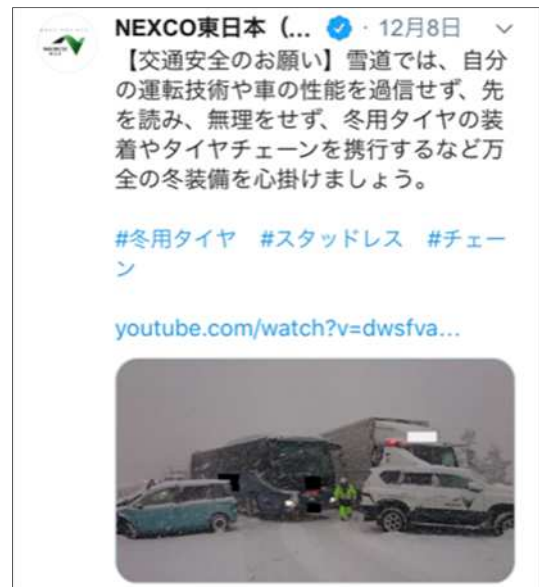 NEXCO東日本（... · 12月8日
【交通安全のお願い】雪道では、自分
の運転技術や車の性能を過信せず、先
を読み、無理をせず、冬用タイヤの装
着やタイヤチェーンを携行するなど万
全の冬装備を心掛けましょう。
#冬用タイヤ　#スタッドレス　#チェー
ン
youtube.com/watch?v=dwsfva...